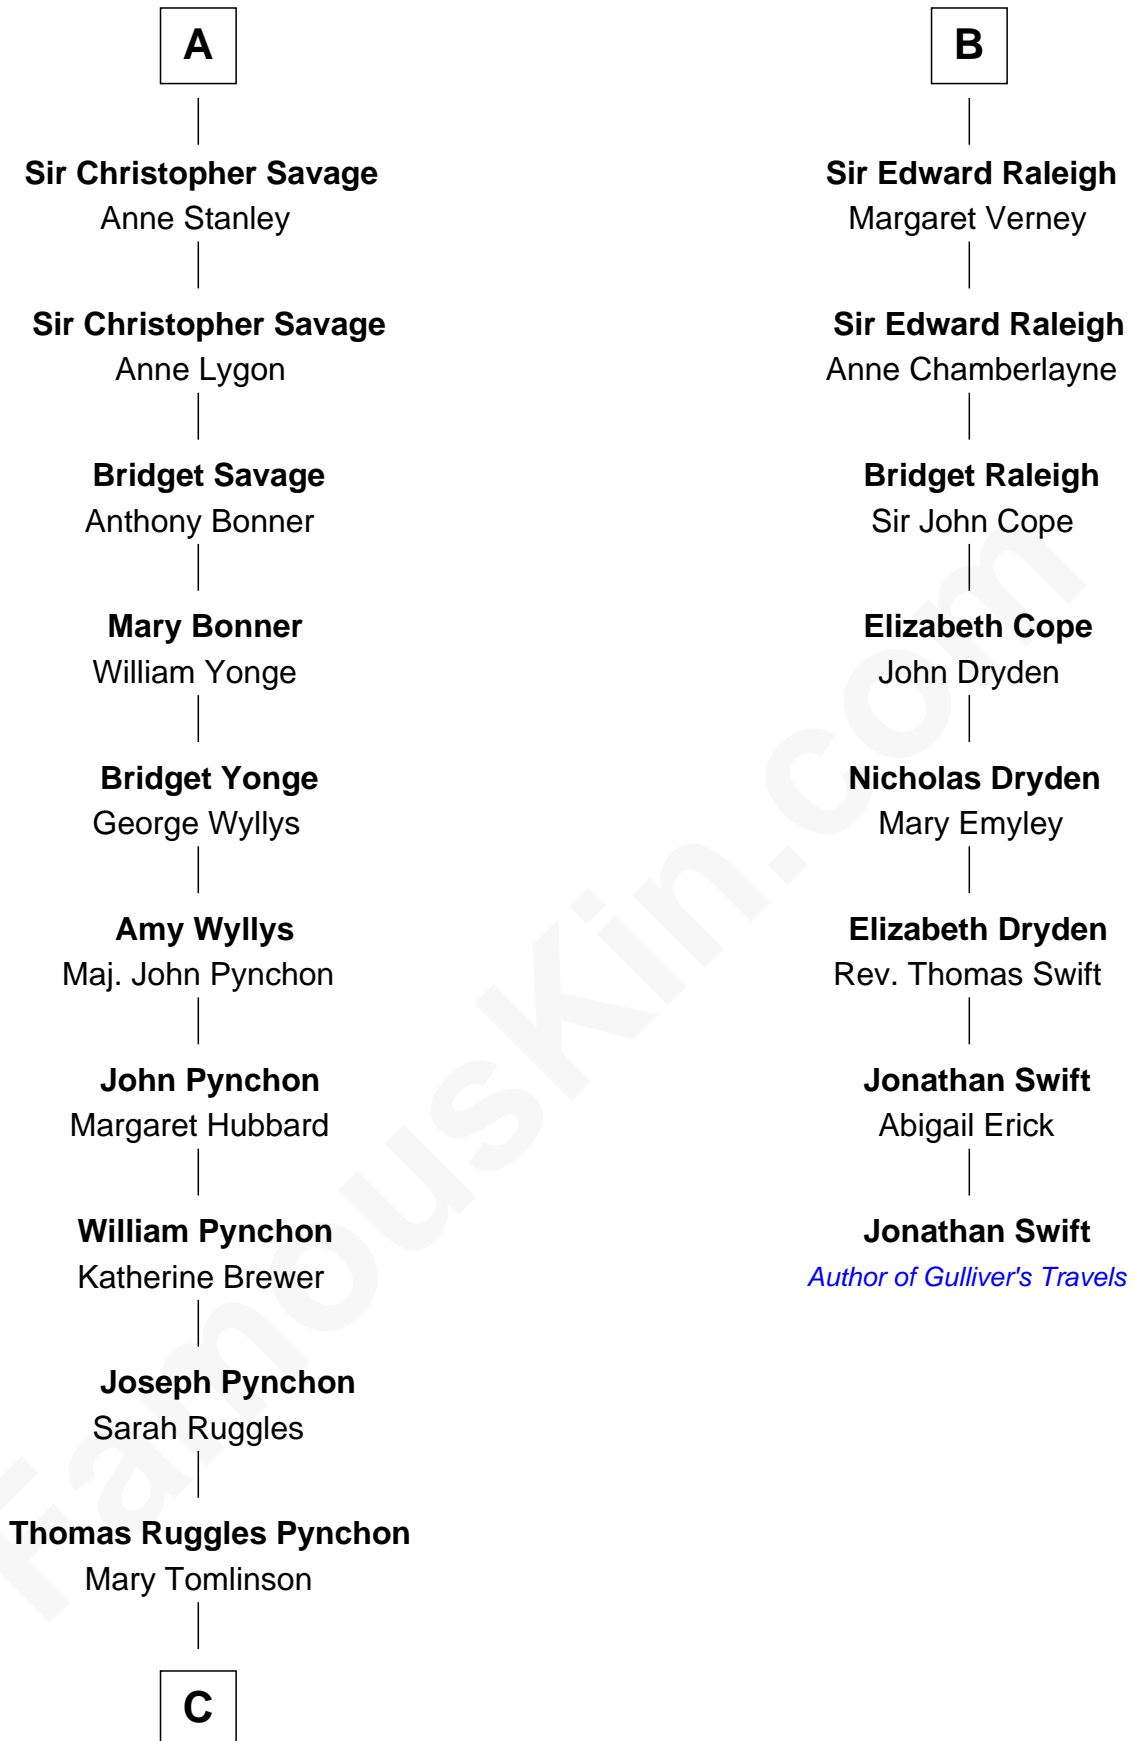 A
Sir Christopher Savage
Anne Stanley
Sir Christopher Savage
Anne Lygon
Bridget Savage
Anthony Bonner
Mary Bonner
William Yonge
Bridget Yonge
George Wyllys
Amy Wyllys
Maj. John Pynchon
John Pynchon
Margaret Hubbard
William Pynchon
Katherine Brewer
Joseph Pynchon
Sarah Ruggles
Thomas Ruggles Pynchon
Mary Tomlinson
C
B
Sir Edward Raleigh
Margaret Verney
Sir Edward Raleigh
Anne Chamberlayne
Bridget Raleigh
Sir John Cope
Elizabeth Cope
John Dryden
Nicholas Dryden
Mary Emyley
Elizabeth Dryden
Rev. Thomas Swift
Jonathan Swift
Abigail Erick
Jonathan Swift
Author of Gulliver's Travels
FamousKin.com